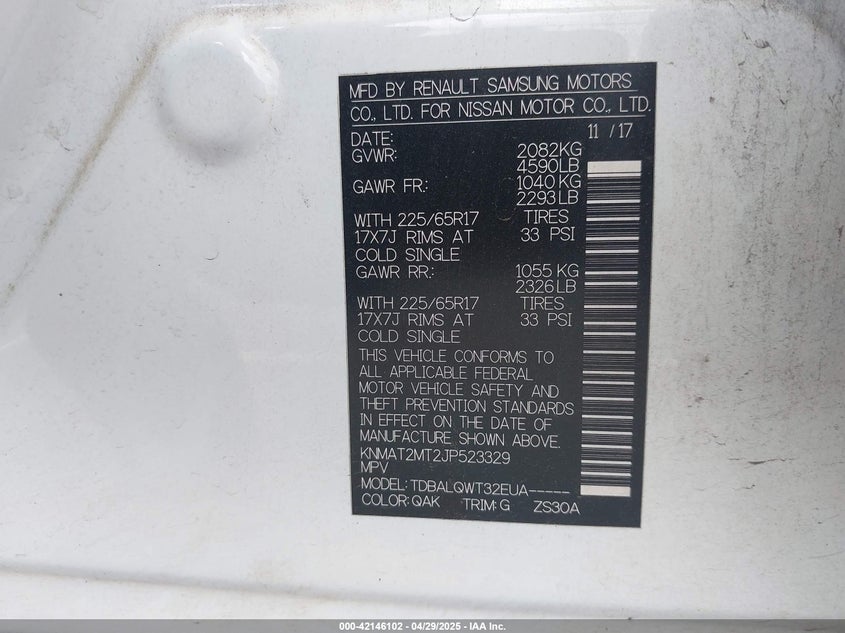 MFD BY RENAULT SAMSUNG MOTORS
CO., LTD. FOR NISSAN MOTOR CO., LTD.
DATE: 11 / 17
GVWR: 2082KG
4590LB
GAWR FR.: 1040 KG
2293 LB
WITH 225/65R17 TIRES
17X7J RIMS AT 33 PSI
COLD SINGLE
GAWR RR.: 1055 KG
2326 LB
WITH 225/65R17 TIRES
17X7J RIMS AT 33 PSI
COLD SINGLE
THIS VEHICLE CONFORMS TO
ALL APPLICABLE FEDERAL
MOTOR VEHICLE SAFETY AND
THEFT PREVENTION STANDARDS
IN EFFECT ON THE DATE OF
MANUFACTURE SHOWN ABOVE.
KNMAT2MT2JP523329
MPV
MODEL: TDBALQWT32EUA-----
COLOR: QAK TRIM: G ZS30A
000-42146102 - 04/29/2025 - IAA Inc.